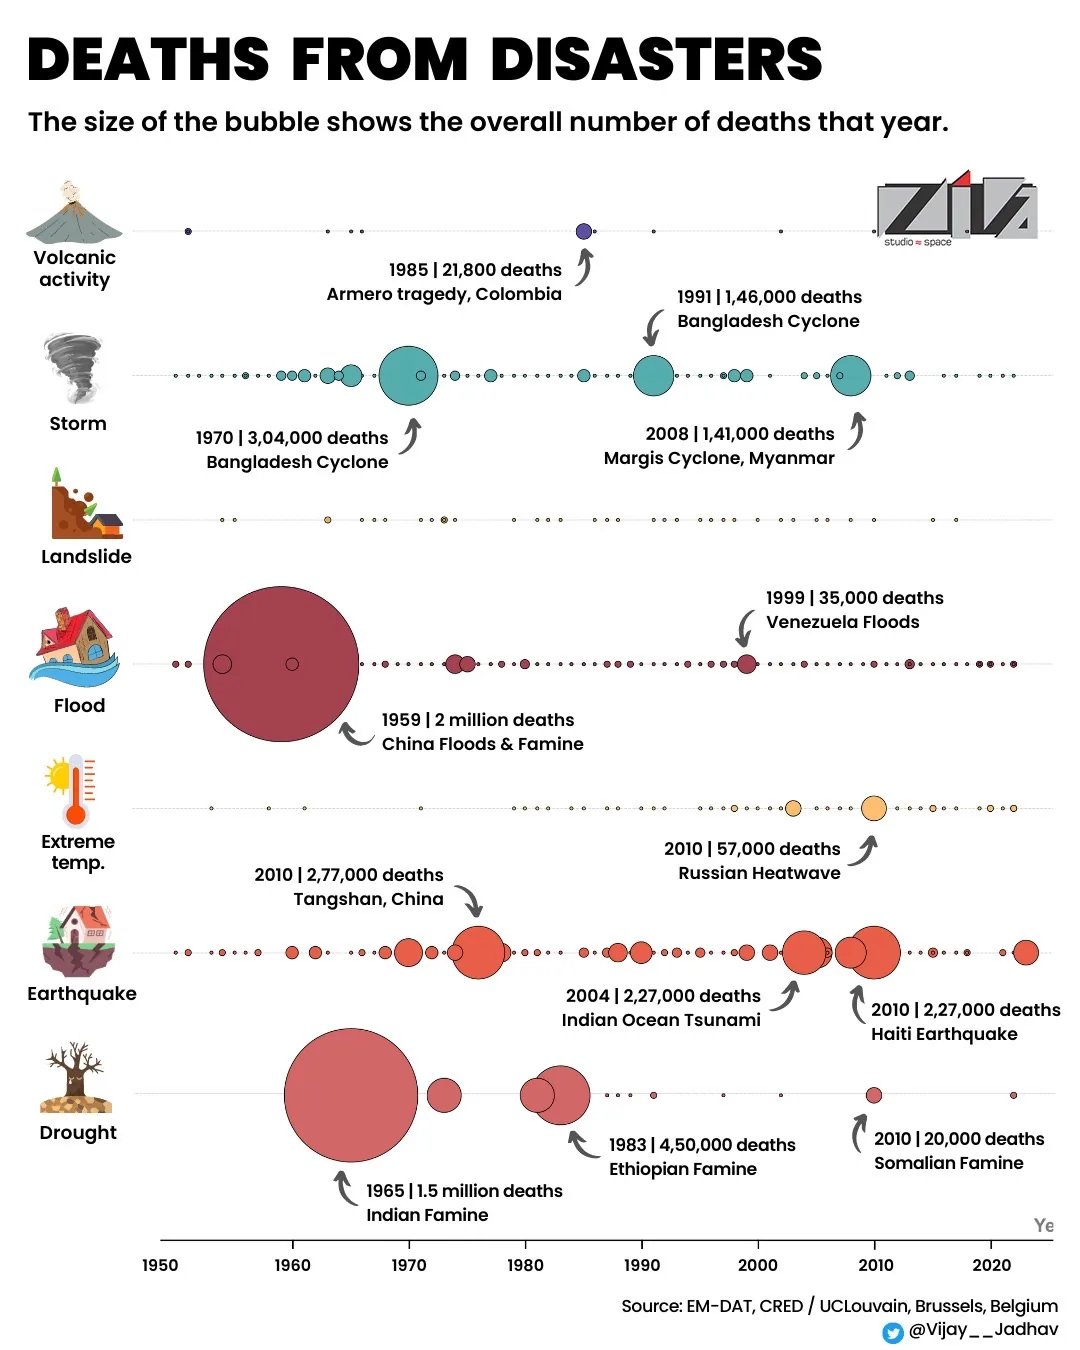 DEATHS FROM DISASTERS
The size of the bubble shows the overall number of deaths that year.
ZiVA
studio ≈ space
Volcanic
activity
1985 | 21,800 deaths
Armero tragedy, Colombia
1991 | 1,46,000 deaths
Bangladesh Cyclone
Storm
1970 | 3,04,000 deaths
Bangladesh Cyclone
2008 | 1,41,000 deaths
Margis Cyclone, Myanmar
Landslide
1999 | 35,000 deaths
Venezuela Floods
Flood
1959 | 2 million deaths
China Floods & Famine
Extreme
temp.
2010 | 57,000 deaths
Russian Heatwave
2010 | 2,77,000 deaths
Tangshan, China
Earthquake
2004 | 2,27,000 deaths
Indian Ocean Tsunami
2010 | 2,27,000 deaths
Haiti Earthquake
Drought
1983 | 4,50,000 deaths
Ethiopian Famine
2010 | 20,000 deaths
Somalian Famine
1965 | 1.5 million deaths
Indian Famine
Ye
1950 1960 1970 1980 1990 2000 2010 2020
Source: EM-DAT, CRED / UCLouvain, Brussels, Belgium
@Vijay__Jadhav